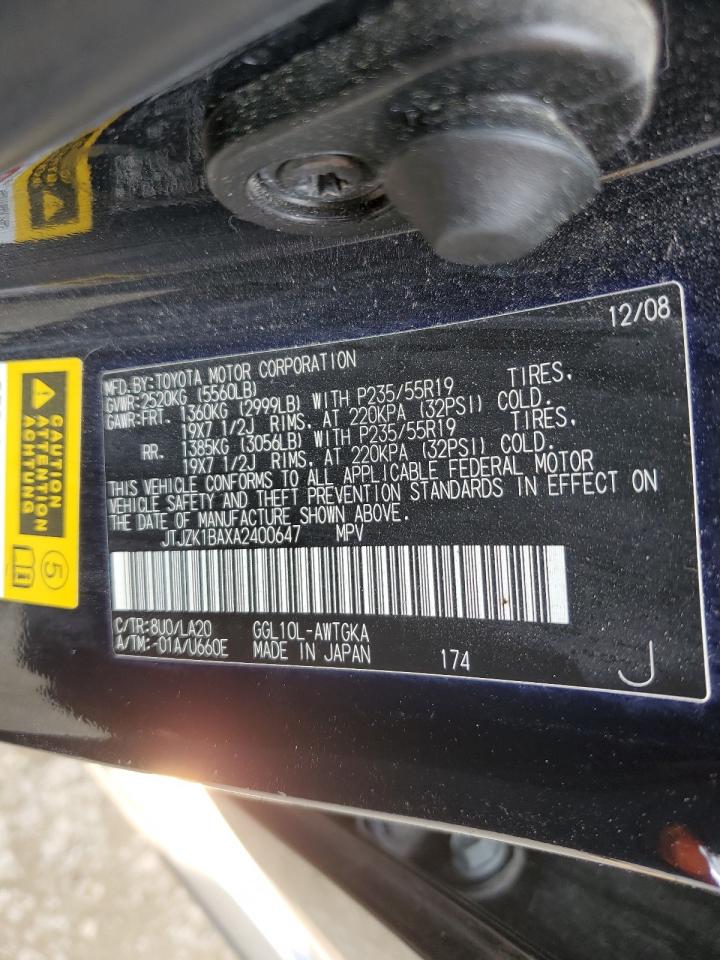 12/08
MFD.BY:TOYOTA MOTOR CORPORATION
GVWR:2520KG (5560LB)
GAWR:FRT. 1360KG (2999LB) WITH P235/55R19 TIRES,
19X7 1/2J RIMS, AT 220KPA (32PSI) COLD.
RR. 1385KG (3056LB) WITH P235/55R19 TIRES,
19X7 1/2J RIMS, AT 220KPA (32PSI) COLD.
THIS VEHICLE CONFORMS TO ALL APPLICABLE FEDERAL MOTOR
VEHICLE SAFETY AND THEFT PREVENTION STANDARDS IN EFFECT ON
THE DATE OF MANUFACTURE SHOWN ABOVE.
JTJZK1BAXA2400647 MPV
C/TR:8U0/LA20 GGL10L-AWTGKA
A/TM:-01A/U660E MADE IN JAPAN 174 J
CAUTION
ATTENTION
ACHTUNG
5